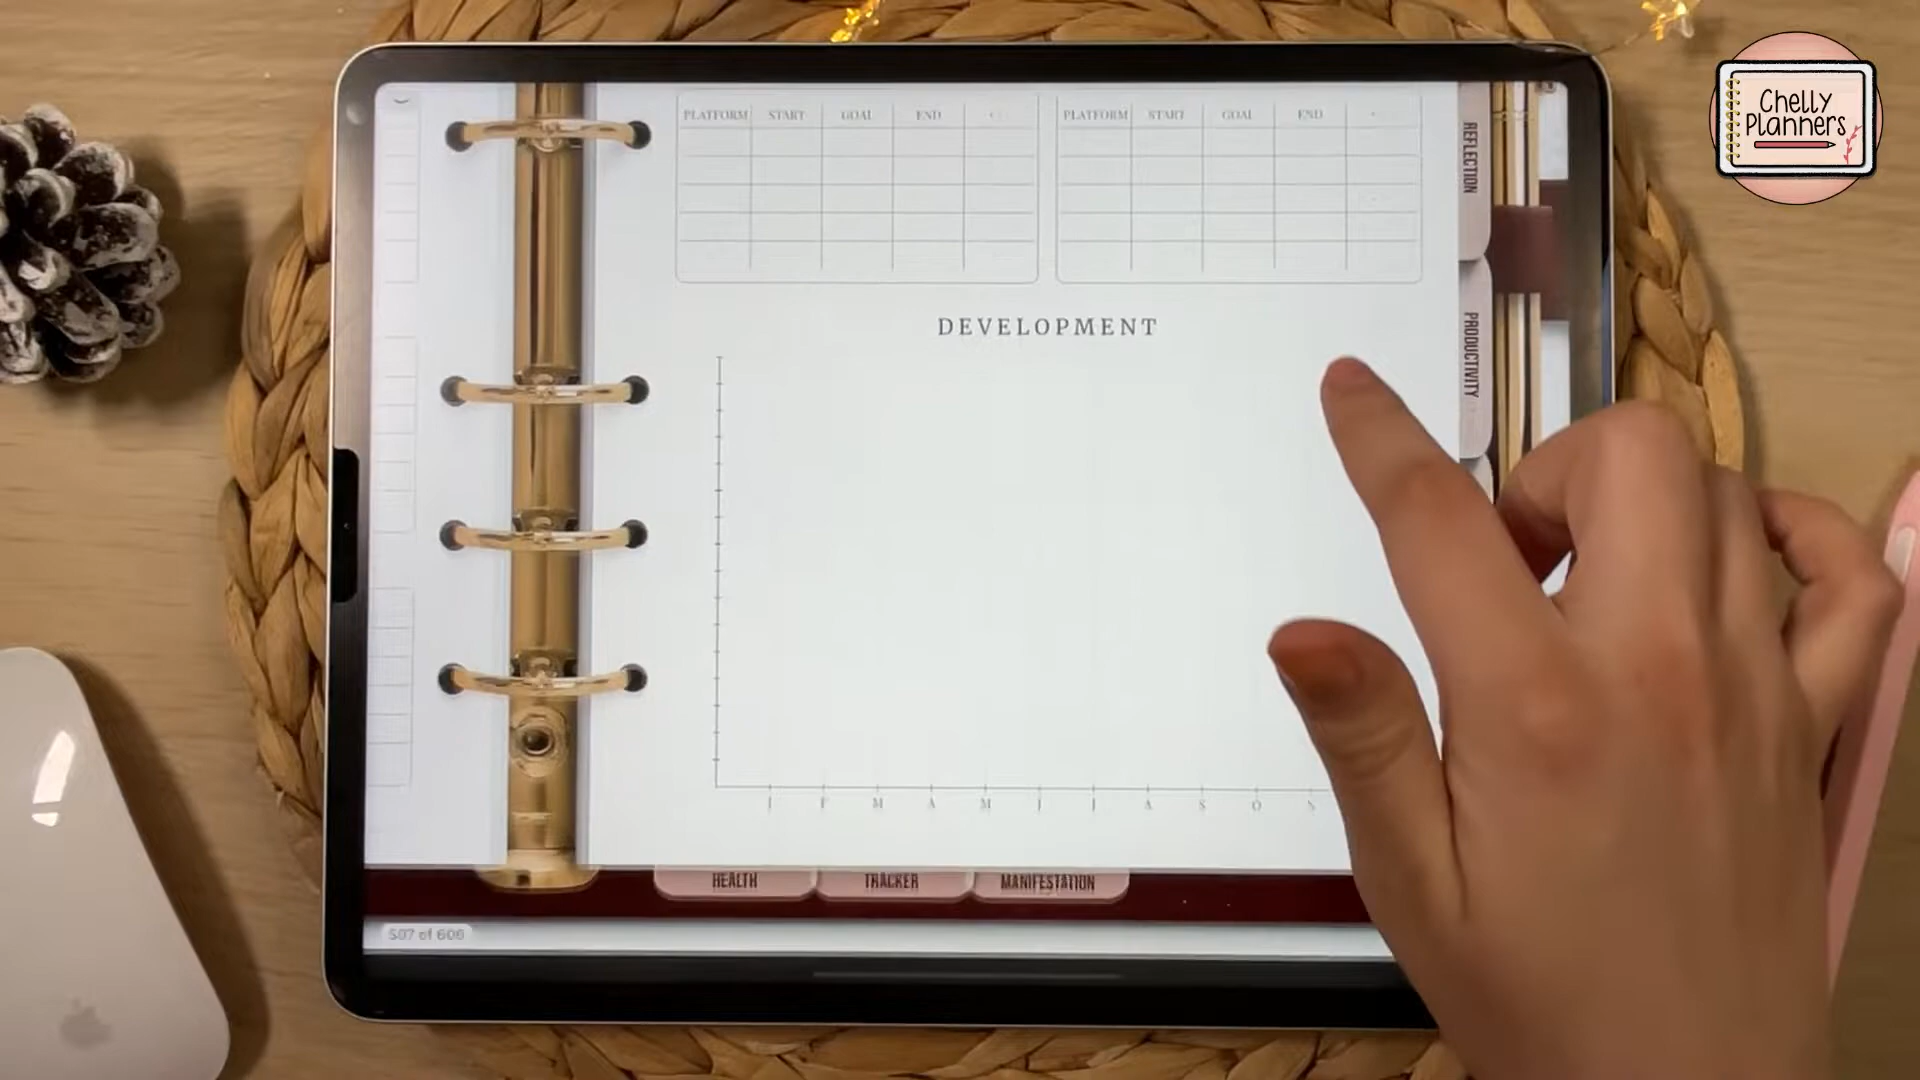 Chelly
Planners
PLATFORM START GOAL END
PLATFORM START GOAL END
REFLECTION
DEVELOPMENT
PRODUCTIVITY
J F M A M J J A S O N
HEALTH TRACKER MANIFESTATION
507 of 606